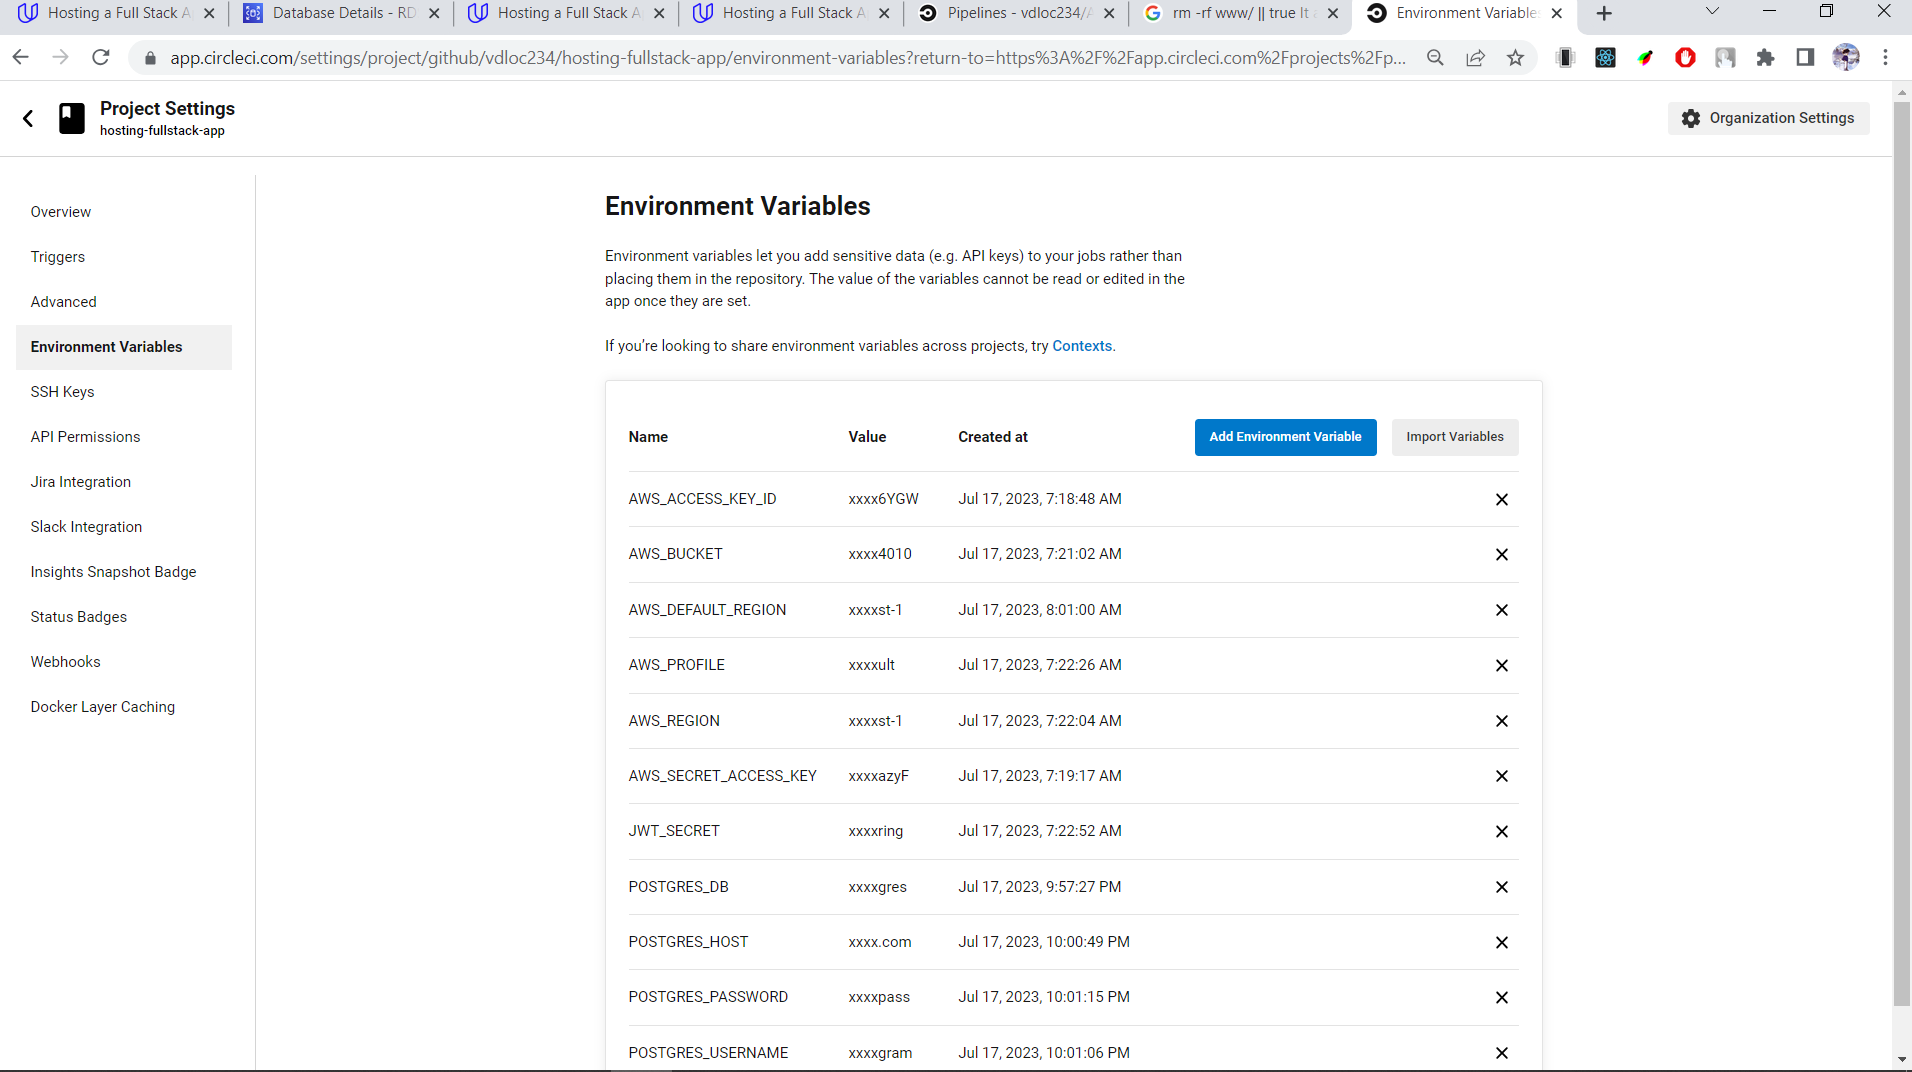 Hosting a Full Stack A
Database Details - RD
Hosting a Full Stack A
Hosting a Full Stack A
Pipelines - vdloc234/
rm -rf www/ || true It
Environment Variable
app.circleci.com/settings/project/github/vdloc234/hosting-fullstack-app/environment-variables?return-to=https%3A%2F%2Fapp.circleci.com%2Fprojects%2Fp...
Project Settings
hosting-fullstack-app
Organization Settings
Overview
Triggers
Advanced
Environment Variables
SSH Keys
API Permissions
Jira Integration
Slack Integration
Insights Snapshot Badge
Status Badges
Webhooks
Docker Layer Caching
Environment Variables
Environment variables let you add sensitive data (e.g. API keys) to your jobs rather than
placing them in the repository. The value of the variables cannot be read or edited in the
app once they are set.
If you’re looking to share environment variables across projects, try Contexts.
Name Value Created at Add Environment Variable Import Variables
AWS_ACCESS_KEY_ID xxxx6YGW Jul 17, 2023, 7:18:48 AM
AWS_BUCKET xxxx4010 Jul 17, 2023, 7:21:02 AM
AWS_DEFAULT_REGION xxxxst-1 Jul 17, 2023, 8:01:00 AM
AWS_PROFILE xxxxult Jul 17, 2023, 7:22:26 AM
AWS_REGION xxxxst-1 Jul 17, 2023, 7:22:04 AM
AWS_SECRET_ACCESS_KEY xxxxazyF Jul 17, 2023, 7:19:17 AM
JWT_SECRET xxxxring Jul 17, 2023, 7:22:52 AM
POSTGRES_DB xxxxgres Jul 17, 2023, 9:57:27 PM
POSTGRES_HOST xxxx.com Jul 17, 2023, 10:00:49 PM
POSTGRES_PASSWORD xxxxpass Jul 17, 2023, 10:01:15 PM
POSTGRES_USERNAME xxxxgram Jul 17, 2023, 10:01:06 PM